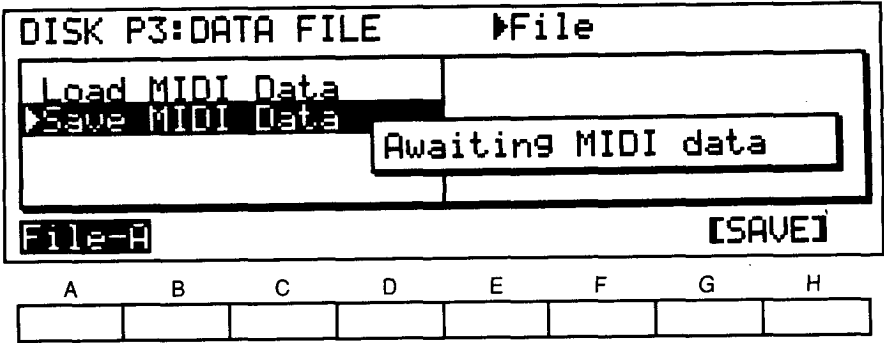 DISK P3:DATA FILE ▶File
Load MIDI Data
▶Save MIDI Data
Awaiting MIDI data
File-A [SAVE]
A B C D E F G H